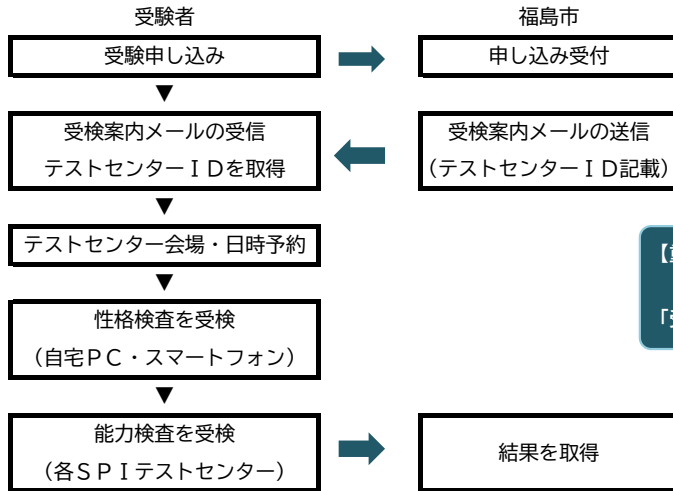 受験者
福島市
受験申し込み
申し込み受付
▼
受検案内メールの受信
テストセンターＩＤを取得
受検案内メールの送信
（テストセンターＩＤ記載）
▼
テストセンター会場・日時予約
▼
性格検査を受検
（自宅ＰＣ・スマートフォン）
▼
能力検査を受検
（各ＳＰＩテストセンター）
結果を取得